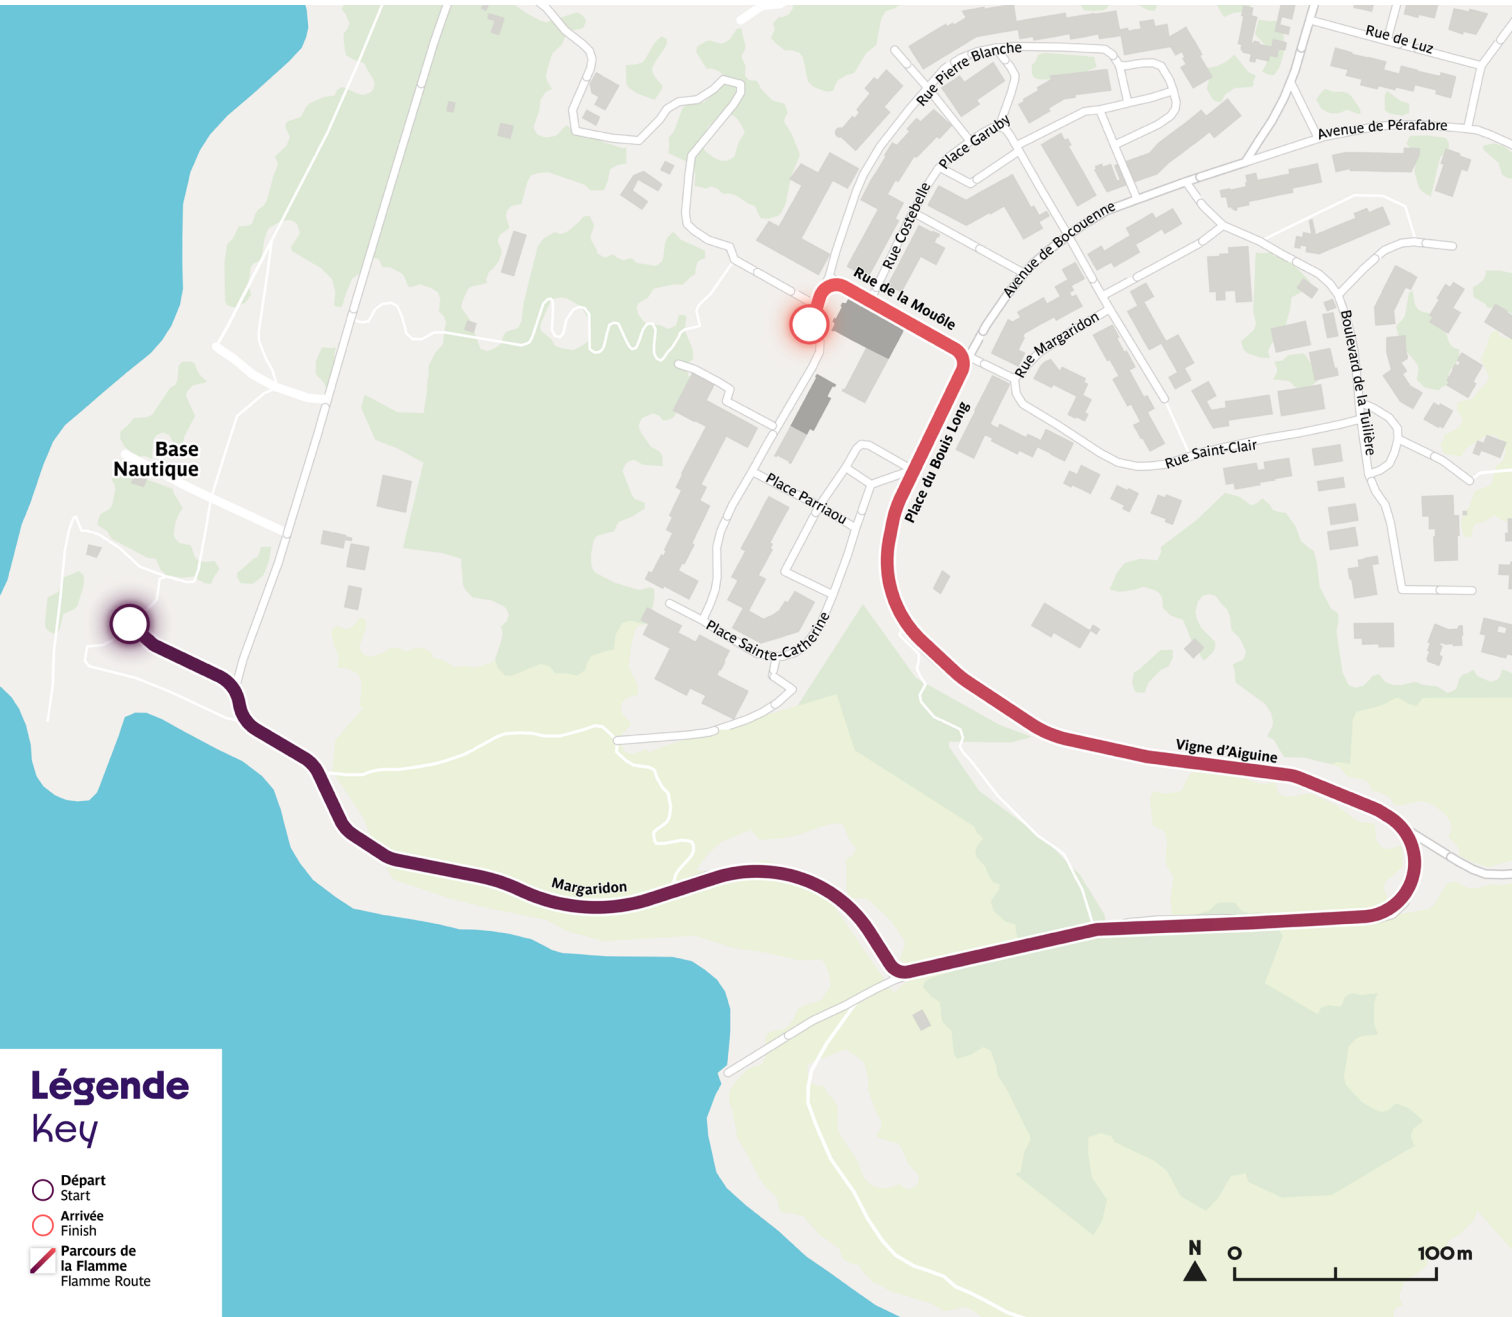 Rue de Luz
Rue Pierre Blanche
Avenue de Pérafabre
Place Garuby
Rue Costebelle
Avenue de Bocouenne
Rue de la Mouôle
Rue Margaridon
Boulevard de la Tuilière
Place du Bouis Long
Base
Nautique
Rue Saint-Clair
Place Parriaou
Place Sainte-Catherine
Vigne d'Aiguine
Margaridon
Légende
Key
Départ
Start
Arrivée
Finish
Parcours de
la Flamme
Flamme Route
N
0 100m